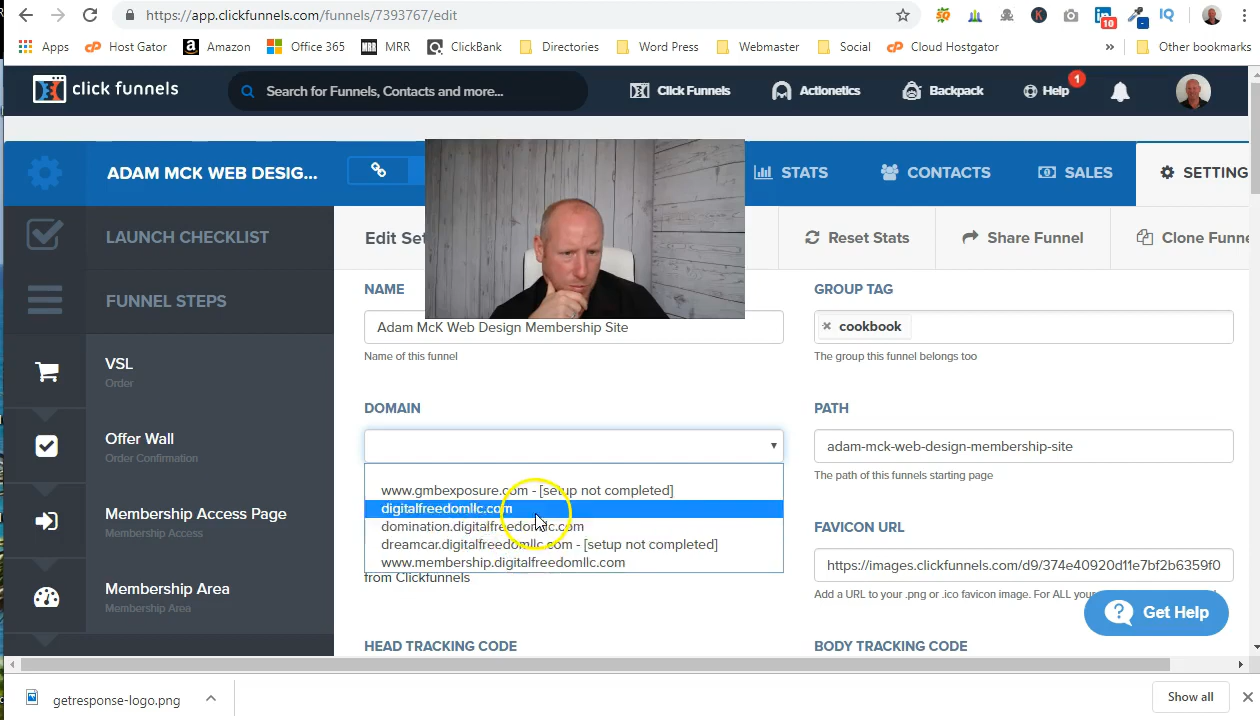 https://app.clickfunnels.com/funnels/7393767/edit
10
IQ
Apps
Host Gator
Amazon
Office 365
MRR
MRR
ClickBank
Directories
Word Press
Webmaster
Social
Cloud Hostgator
»
Other bookmarks
click funnels
Search for Funnels, Contacts and more...
Click Funnels
Actionetics
Backpack
Help
1
ADAM MCK WEB DESIG...
STATS
CONTACTS
SALES
SETTING
LAUNCH CHECKLIST
Edit Set
Reset Stats
Share Funnel
Clone Funne
FUNNEL STEPS
NAME
GROUP TAG
Adam McK Web Design Membership Site
× cookbook
Name of this funnel
The group this funnel belongs too
VSL
Order
DOMAIN
PATH
adam-mck-web-design-membership-site
The path of this funnels starting page
Offer Wall
Order Confirmation
www.gmbexposure.com - [setup not completed]
digitalfreedomllc.com
domination.digitalfreedomllc.com
dreamcar.digitalfreedomllc.com - [setup not completed]
www.membership.digitalfreedomllc.com
from Clickfunnels
Membership Access Page
Membership Access
FAVICON URL
https://images.clickfunnels.com/d9/374e40920d11e7bf2b6359f0
Add a URL to your .png or .ico favicon image. For ALL your
Membership Area
Membership Area
Get Help
HEAD TRACKING CODE
BODY TRACKING CODE
getresponse-logo.png
Show all